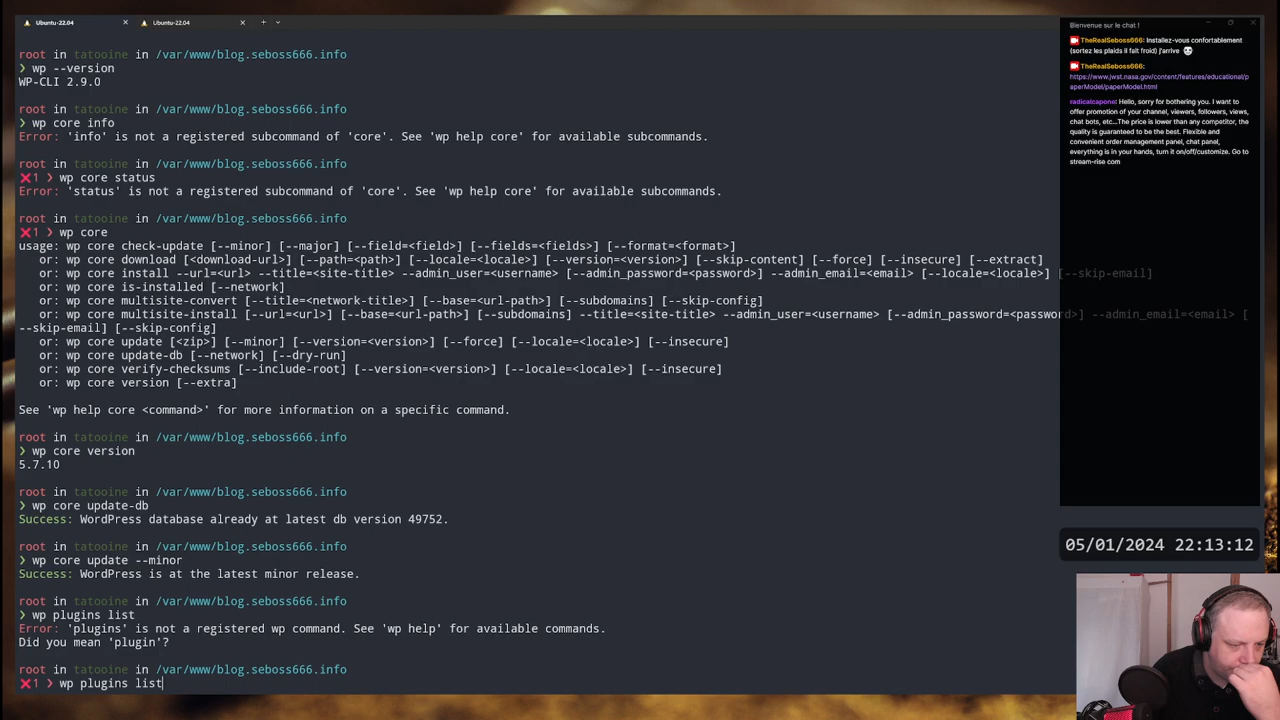 Ubuntu-22.04
Ubuntu-22.04
root in tatooine in /var/www/blog.seboss666.info
❯ wp --version
WP-CLI 2.9.0
root in tatooine in /var/www/blog.seboss666.info
❯ wp core info
Error: 'info' is not a registered subcommand of 'core'. See 'wp help core' for available subcommands.
root in tatooine in /var/www/blog.seboss666.info
❌1 ❯ wp core status
Error: 'status' is not a registered subcommand of 'core'. See 'wp help core' for available subcommands.
root in tatooine in /var/www/blog.seboss666.info
❌1 ❯ wp core
usage: wp core check-update [--minor] [--major] [--field=<field>] [--fields=<fields>] [--format=<format>]
or: wp core download [<download-url>] [--path=<path>] [--locale=<locale>] [--version=<version>] [--skip-content] [--force] [--insecure] [--extract]
or: wp core install --url=<url> --title=<site-title> --admin_user=<username> [--admin_password=<password>] --admin_email=<email> [--locale=<locale>] [--skip-email]
or: wp core is-installed [--network]
or: wp core multisite-convert [--title=<network-title>] [--base=<url-path>] [--subdomains] [--skip-config]
or: wp core multisite-install [--url=<url>] [--base=<url-path>] [--subdomains] --title=<site-title> --admin_user=<username> [--admin_password=<password>] --admin_email=<email> [
--skip-email] [--skip-config]
or: wp core update [<zip>] [--minor] [--version=<version>] [--force] [--locale=<locale>] [--insecure]
or: wp core update-db [--network] [--dry-run]
or: wp core verify-checksums [--include-root] [--version=<version>] [--locale=<locale>] [--insecure]
or: wp core version [--extra]
See 'wp help core <command>' for more information on a specific command.
root in tatooine in /var/www/blog.seboss666.info
❯ wp core version
5.7.10
root in tatooine in /var/www/blog.seboss666.info
❯ wp core update-db
Success: WordPress database already at latest db version 49752.
root in tatooine in /var/www/blog.seboss666.info
❯ wp core update --minor
Success: WordPress is at the latest minor release.
root in tatooine in /var/www/blog.seboss666.info
❯ wp plugins list
Error: 'plugins' is not a registered wp command. See 'wp help' for available commands.
Did you mean 'plugin'?
root in tatooine in /var/www/blog.seboss666.info
❌1 ❯ wp plugins list
Bienvenue sur le chat !
TheRealSeboss666: Installez-vous confortablement
(sortez les plaids il fait froid) j'arrive
TheRealSeboss666:
https://www.jwst.nasa.gov/content/features/educational/p
aperModel/paperModel.html
radicalcapone: Hello, sorry for bothering you. I want to
offer promotion of your channel, viewers, followers, views,
chat bots, etc...The price is lower than any competitor, the
quality is guaranteed to be the best. Flexible and
convenient order management panel, chat panel,
everything is in your hands, turn it on/off/customize. Go to
stream-rise com
05/01/2024 22:13:12